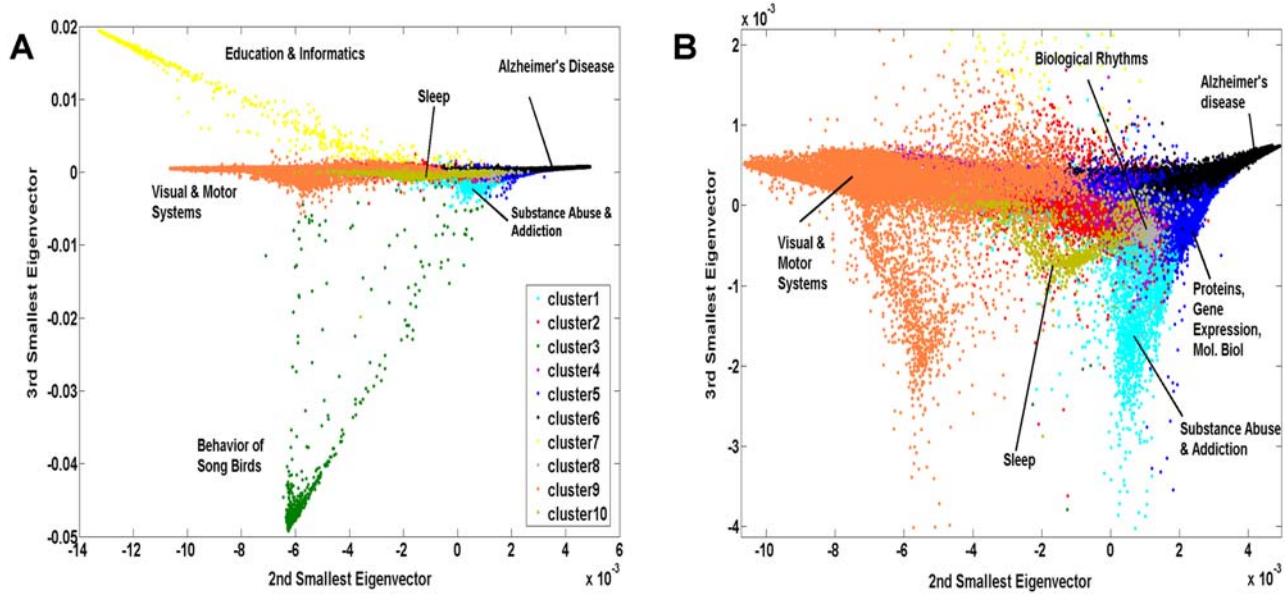 A
0.02
0.01
0
-0.01
-0.02
-0.03
-0.04
-0.05
3rd Smallest Eigenvector
-14
-12
-10
-8
-6
-4
-2
0
2
4
6
x 10⁻³
2nd Smallest Eigenvector
Education & Informatics
Alzheimer's Disease
Sleep
Visual & Motor
Systems
Substance Abuse &
Addiction
Behavior of
Song Birds
cluster1
cluster2
cluster3
cluster4
cluster5
cluster6
cluster7
cluster8
cluster9
cluster10
B
x 10⁻³
2
1
0
-1
-2
-3
-4
3rd Smallest Eigenvector
-10
-8
-6
-4
-2
0
2
4
x 10⁻³
2nd Smallest Eigenvector
Biological Rhythms
Alzheimer's
disease
Visual &
Motor
Systems
Proteins,
Gene
Expression,
Mol. Biol
Substance Abuse
& Addiction
Sleep